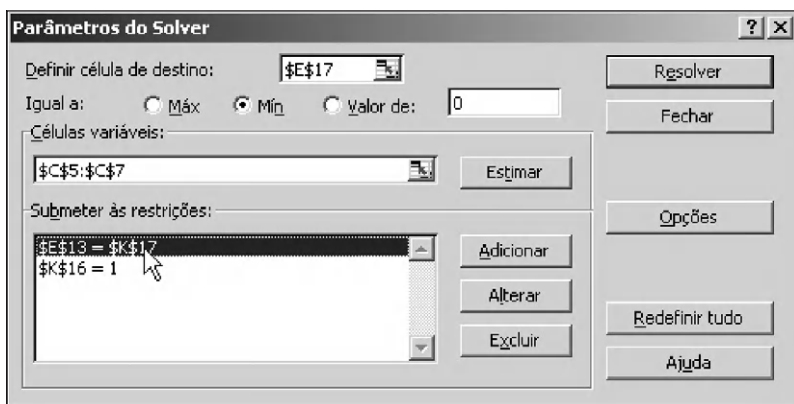 Parâmetros do Solver
Definir célula de destino: $E$17 Resolver
Igual a: Máx Mín Valor de: 0 Fechar
Células variáveis:
$C$5:$C$7 Estimar
Submeter às restrições: Opções
$E$13 = $K$17 Adicionar
$K$16 = 1
Alterar
Redefinir tudo
Excluir
Ajuda